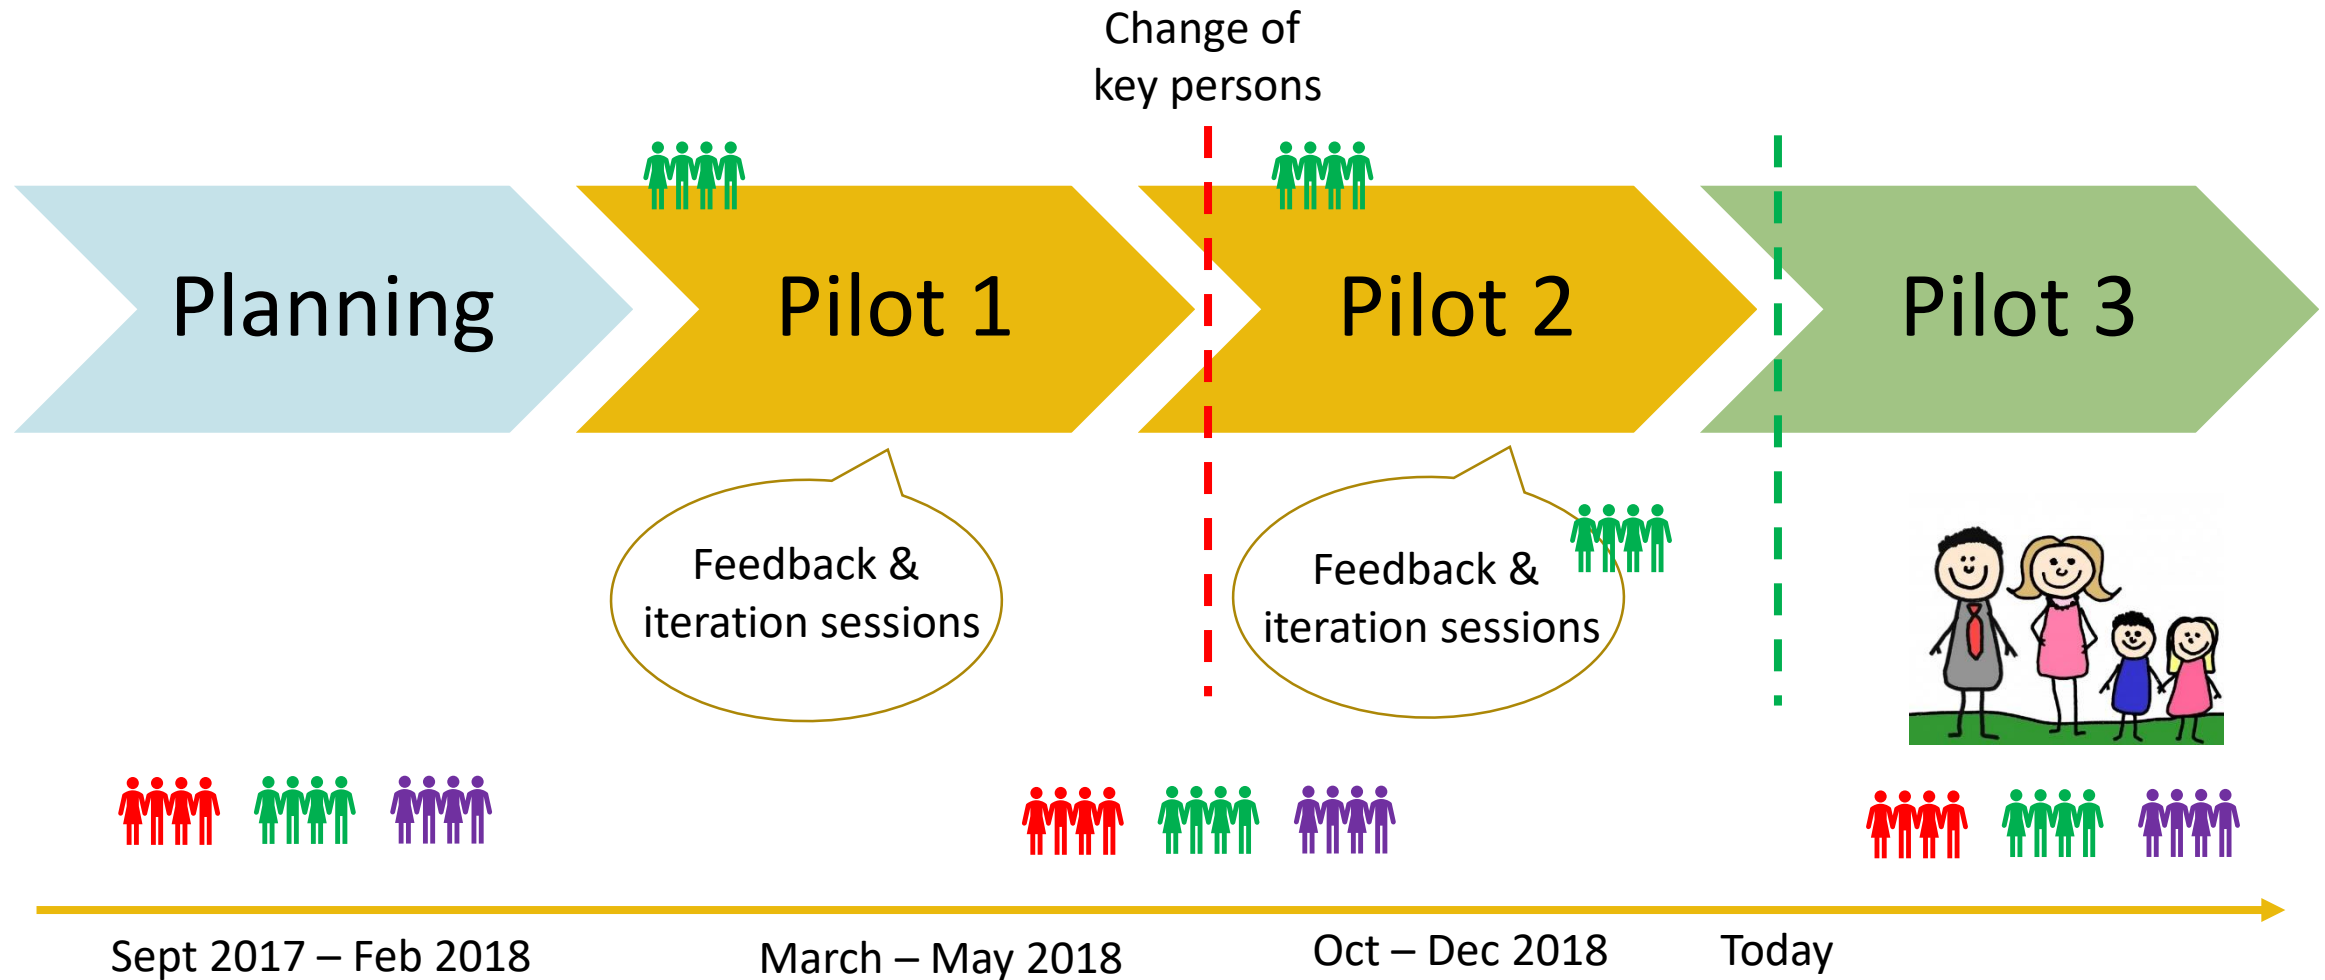 Change of
key persons
Planning
Pilot 1
Pilot 2
Pilot 3
Feedback &
iteration sessions
Feedback &
iteration sessions
Sept 2017 – Feb 2018
March – May 2018
Oct – Dec 2018
Today